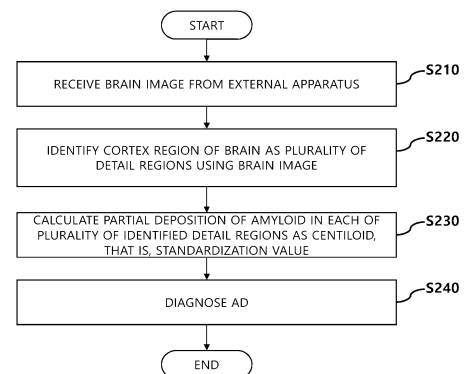 START
RECEIVE BRAIN IMAGE FROM EXTERNAL APPARATUS
S210
IDENTIFY CORTEX REGION OF BRAIN AS PLURALITY OF
DETAIL REGIONS USING BRAIN IMAGE
S220
CALCULATE PARTIAL DEPOSITION OF AMYLOID IN EACH OF
PLURALITY OF IDENTIFIED DETAIL REGIONS AS CENTILOID,
THAT IS, STANDARDIZATION VALUE
S230
DIAGNOSE AD
S240
END